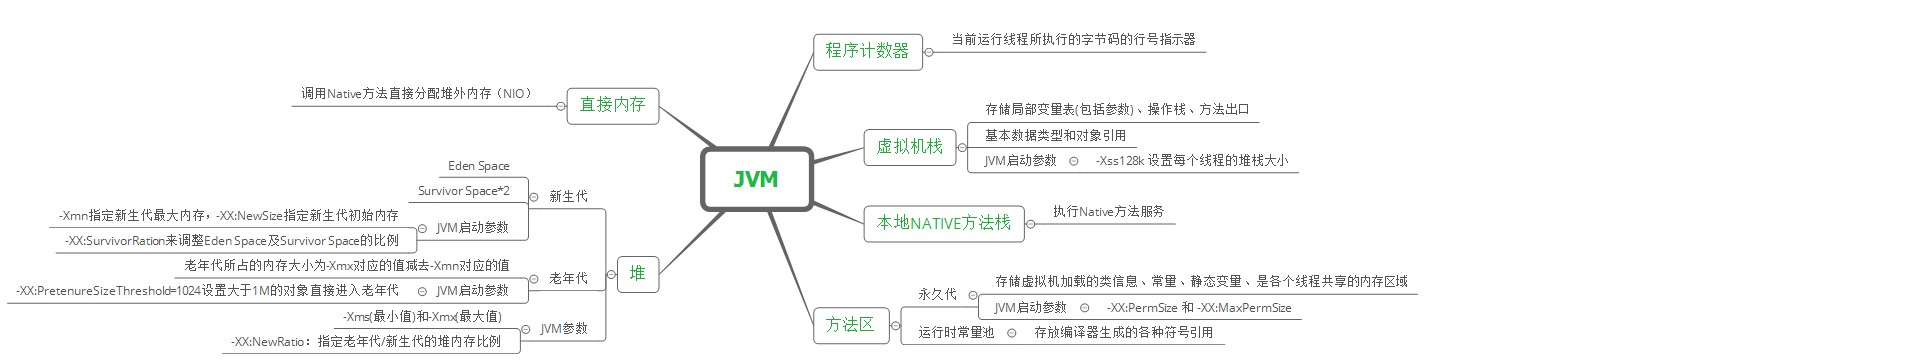 JVM
程序计数器
当前运行线程所执行的字节码的行号指示器
虚拟机栈
存储局部变量表(包括参数)、操作栈、方法出口
基本数据类型和对象引用
JVM启动参数
-Xss128k 设置每个线程的堆栈大小
本地NATIVE方法栈
执行Native方法服务
方法区
永久代
存储虚拟机加载的类信息、常量、静态变量、是各个线程共享的内存区域
JVM启动参数
-XX:PermSize 和 -XX:MaxPermSize
运行时常量池
存放编译器生成的各种符号引用
直接内存
调用Native方法直接分配堆外内存（NIO）
堆
新生代
Eden Space
Survivor Space*2
JVM启动参数
-Xmn指定新生代最大内存，-XX:NewSize指定新生代初始内存
-XX:SurvivorRation来调整Eden Space及Survivor Space的比例
老年代
老年代所占的内存大小为-Xmx对应的值减去-Xmn对应的值
JVM启动参数
-XX:PretenureSizeThreshold=1024设置大于1M的对象直接进入老年代
JVM参数
-Xms(最小值)和-Xmx(最大值)
-XX:NewRatio：指定老年代/新生代的堆内存比例